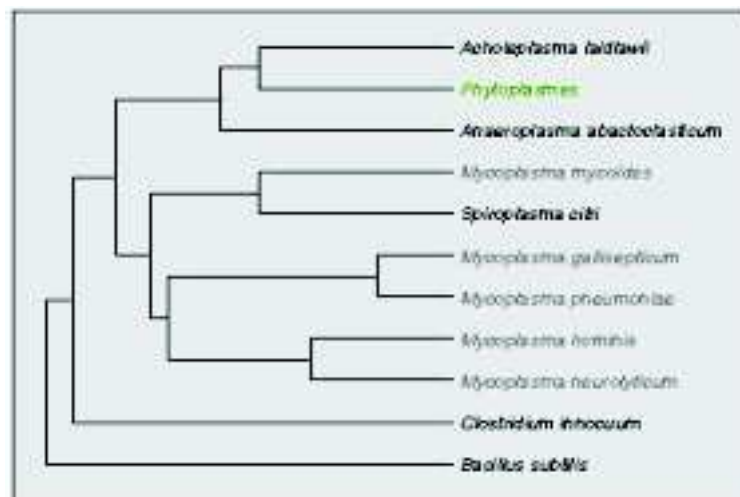 Acholeplasma laidlawii
Phytoplasmes
Anaeroplasma abactoclasticum
Mycoplasma mycoides
Spiroplasma citri
Mycoplasma gallisepticum
Mycoplasma pneumoniae
Mycoplasma hominis
Mycoplasma neurolyticum
Clostridium innocuum
Bacillus subtilis